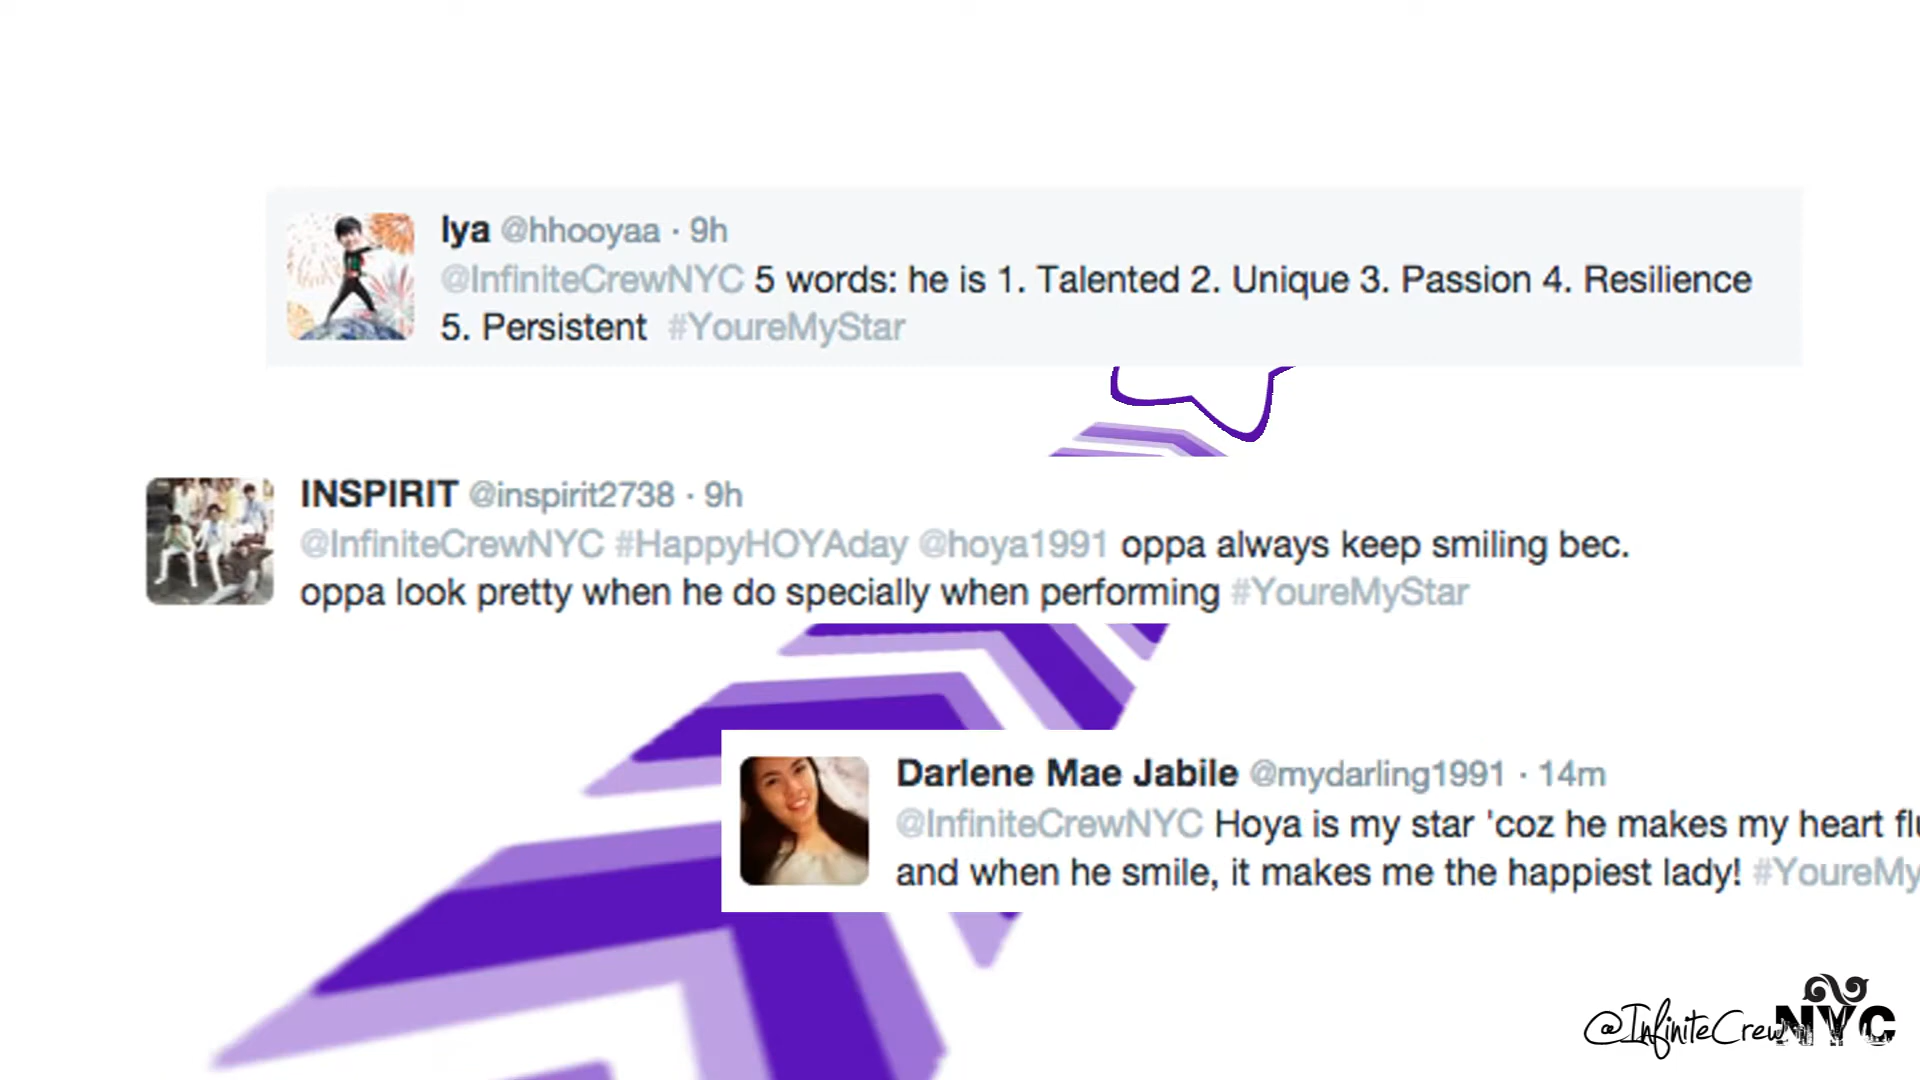 Iya @hhooyaa · 9h
@InfiniteCrewNYC 5 words: he is 1. Talented 2. Unique 3. Passion 4. Resilience
5. Persistent #YoureMyStar
INSPIRIT @inspirit2738 · 9h
@InfiniteCrewNYC #HappyHOYAday @hoya1991 oppa always keep smiling bec.
oppa look pretty when he do specially when performing #YoureMyStar
Darlene Mae Jabile @mydarling1991 · 14m
@InfiniteCrewNYC Hoya is my star 'coz he makes my heart
and when he smile, it makes me the happiest lady! #YoureMy
@InfiniteCrew NYC